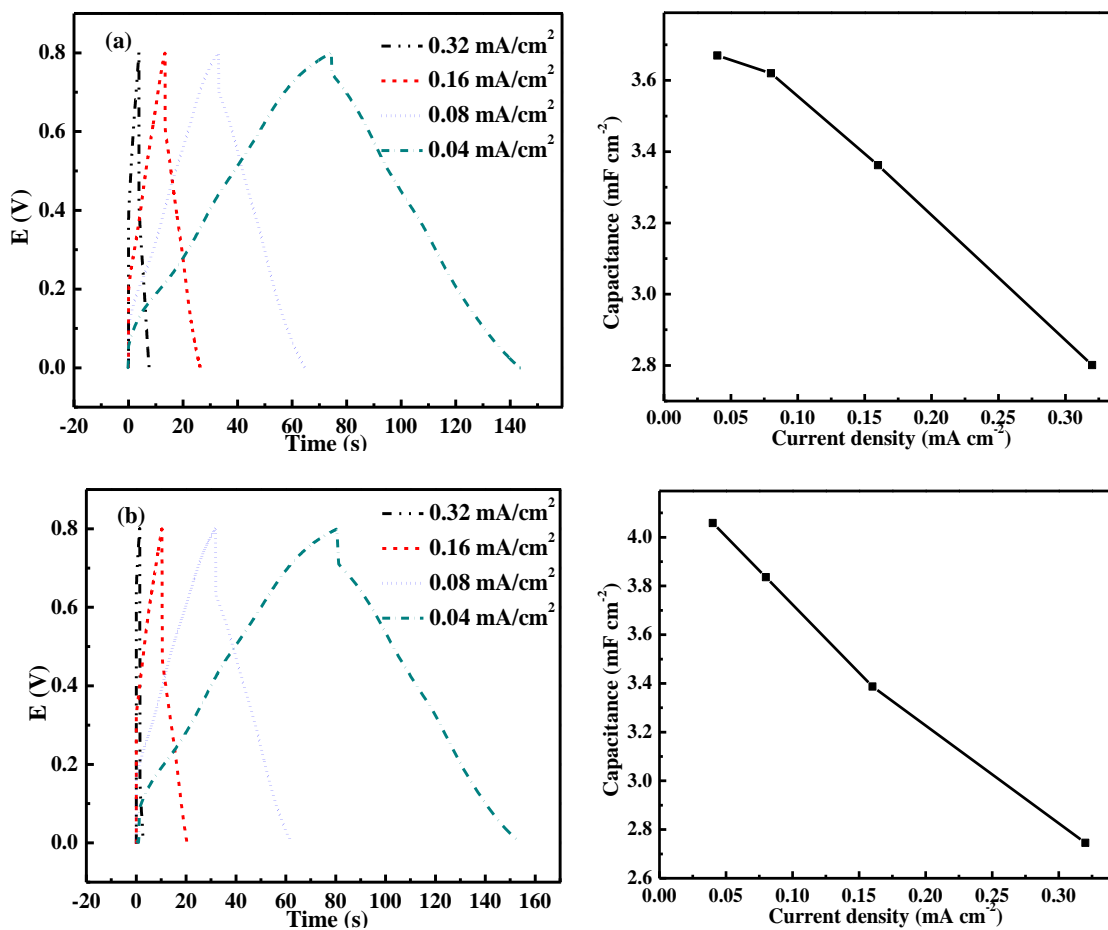 (a)
0.32 mA/cm²
0.16 mA/cm²
0.08 mA/cm²
0.04 mA/cm²
0.8
0.6
0.4
0.2
0.0
E (V)
-20 0 20 40 60 80 100 120 140
Time (s)
3.6
3.4
3.2
3.0
2.8
Capacitance (mF cm⁻²)
0.00 0.05 0.10 0.15 0.20 0.25 0.30
Current density (mA cm⁻²)
(b)
0.32 mA/cm²
0.16 mA/cm²
0.08 mA/cm²
0.04 mA/cm²
0.8
0.6
0.4
0.2
0.0
E (V)
-20 0 20 40 60 80 100 120 140 160
Time (s)
4.0
3.8
3.6
3.4
3.2
3.0
2.8
2.6
Capacitance (mF cm⁻²)
0.00 0.05 0.10 0.15 0.20 0.25 0.30
Current density (mA cm⁻²)